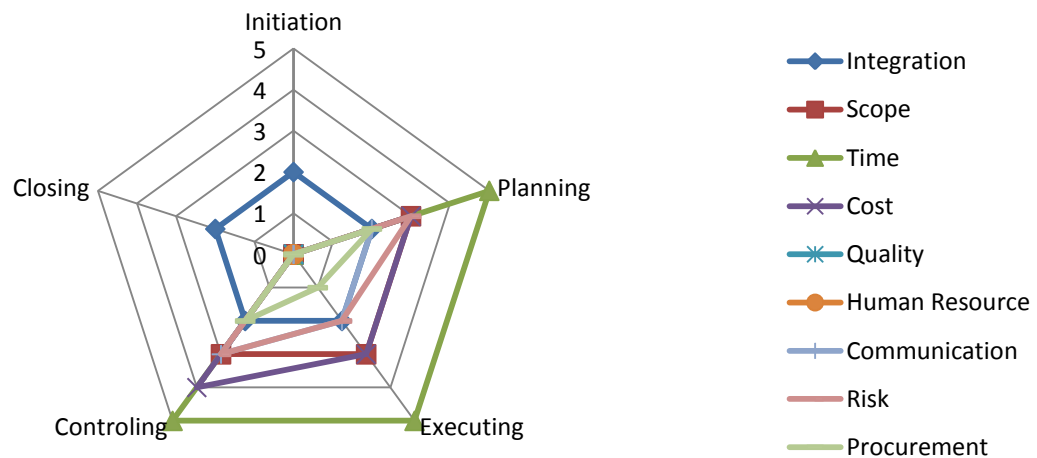 Initiation
5
4
3
2
1
0
Planning
Executing
Controling
Closing
Integration
Scope
Time
Cost
Quality
Human Resource
Communication
Risk
Procurement